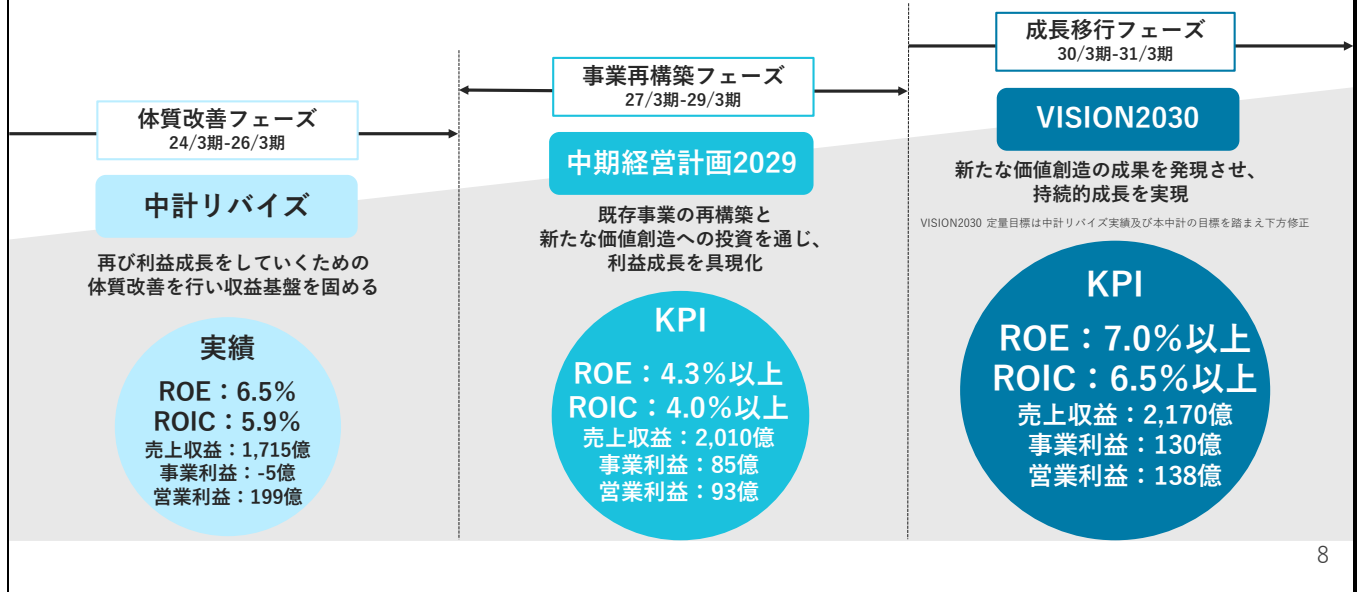 体質改善フェーズ
24/3期-26/3期
中計リバイズ
再び利益成長をしていくための
体質改善を行い収益基盤を固める
実績
ROE：6.5%
ROIC：5.9%
売上収益：1,715億
事業利益：-5億
営業利益：199億
事業再構築フェーズ
27/3期-29/3期
中期経営計画2029
既存事業の再構築と
新たな価値創造への投資を通じ、
利益成長を具現化
KPI
ROE：4.3%以上
ROIC：4.0%以上
売上収益：2,010億
事業利益：85億
営業利益：93億
成長移行フェーズ
30/3期-31/3期
VISION2030
新たな価値創造の成果を発現させ、
持続的成長を実現
VISION2030 定量目標は中計リバイズ実績及び本中計の目標を踏まえ下方修正
KPI
ROE：7.0%以上
ROIC：6.5%以上
売上収益：2,170億
事業利益：130億
営業利益：138億
8